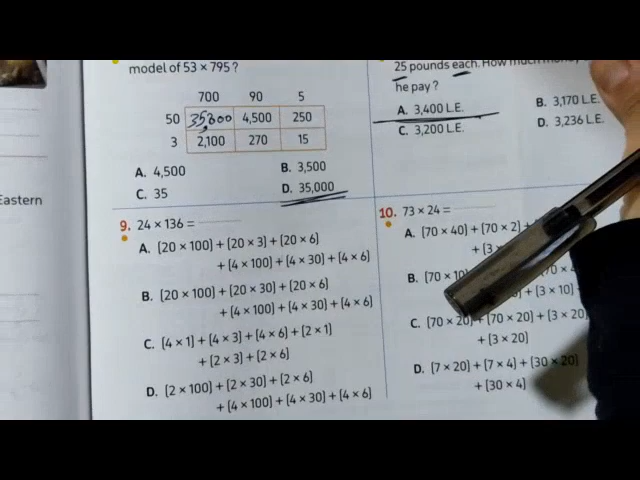 model of 53 × 795 ?
700 90 5
50 35,000 4,500 250
3 2,100 270 15
A. 4,500 B. 3,500
C. 35 D. 35,000
25 pounds each. How much money
he pay ?
A. 3,400 L.E. B. 3,170 L.E.
C. 3,200 L.E. D. 3,236 L.E.
Eastern
9. 24 × 136 =
A. (20 × 100) + (20 × 3) + (20 × 6)
+ (4 × 100) + (4 × 30) + (4 × 6)
B. (20 × 100) + (20 × 30) + (20 × 6)
+ (4 × 100) + (4 × 30) + (4 × 6)
C. (4 × 1) + (4 × 3) + (4 × 6) + (2 × 1)
+ (2 × 3) + (2 × 6)
D. (2 × 100) + (2 × 30) + (2 × 6)
+ (4 × 100) + (4 × 30) + (4 × 6)
10. 73 × 24 =
A. (70 × 40) + (70 × 2) +
+ (3 ×
B. (70 × 10)
+ (3 × 10)
C. (70 × 20) + (70 × 20) + (3 × 20)
+ (3 × 20)
D. (7 × 20) + (7 × 4) + (30 × 20)
+ (30 × 4)